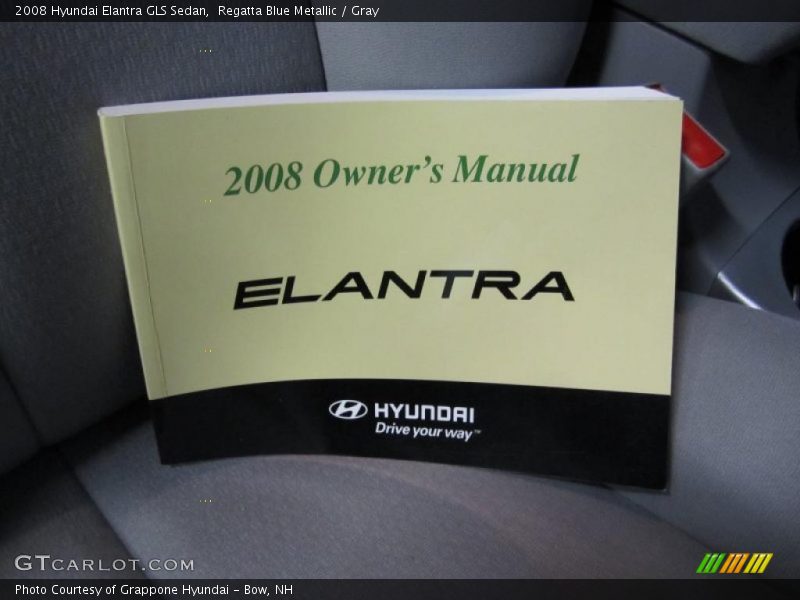 2008 Hyundai Elantra GLS Sedan,  Regatta Blue Metallic / Gray
2008 Owner's Manual
ELANTRA
HYUNDAI
Drive your way™
GTCARLOT.COM
Photo Courtesy of Grappone Hyundai - Bow, NH